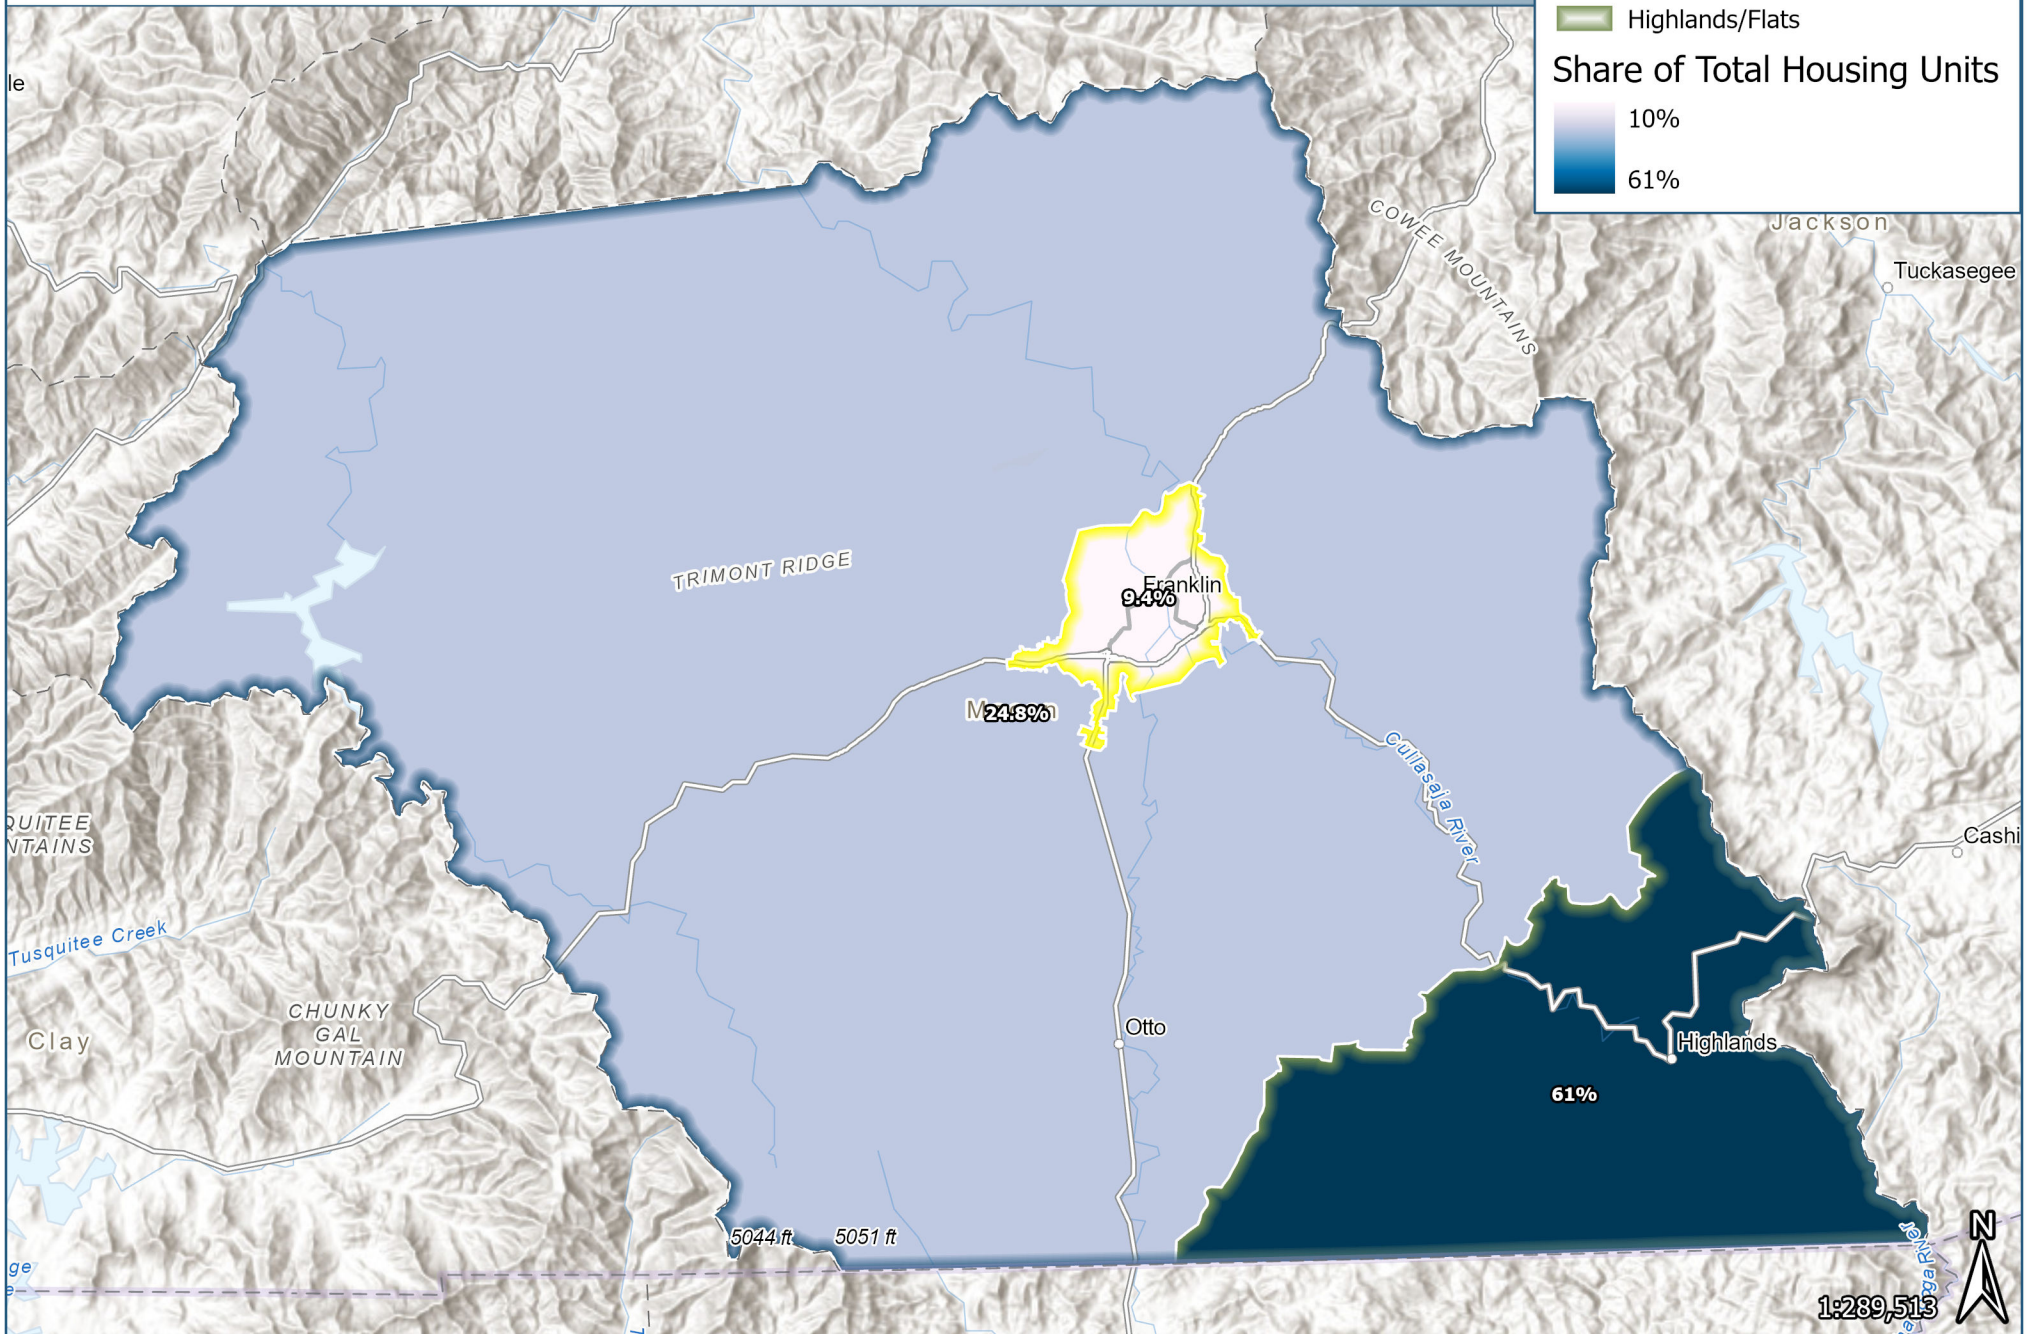 Highlands/Flats
Share of Total Housing Units
10%
61%
le
Jackson
COWEE MOUNTAINS
Tuckasegee
TRIMONT RIDGE
Franklin
9.4%
24.8%
Cullasaja River
QUITEE
NTAINS
Cashi
Tusquitee Creek
CHUNKY
GAL
MOUNTAIN
Clay
Otto
Highlands
61%
5044 ft
5051 ft
ge
e
N
1:289,513